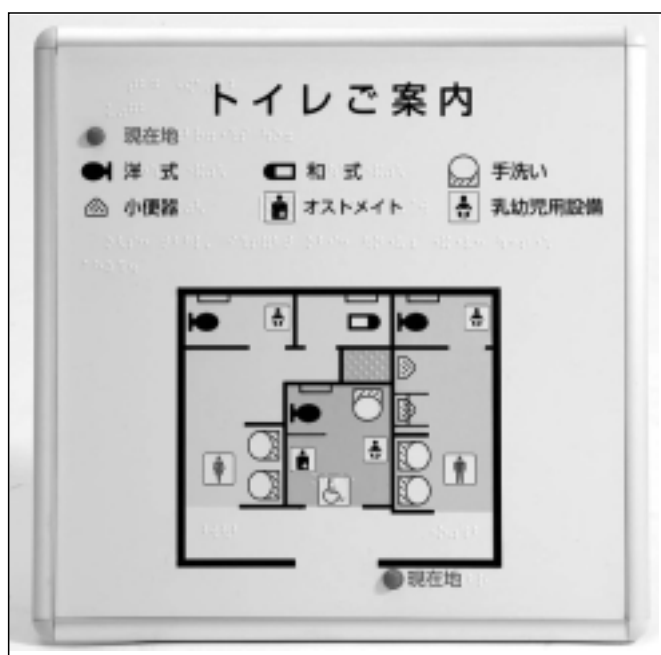 トイレご案内
現在地
洋式 和式 手洗い
小便器 オストメイト 乳幼児用設備
現在地